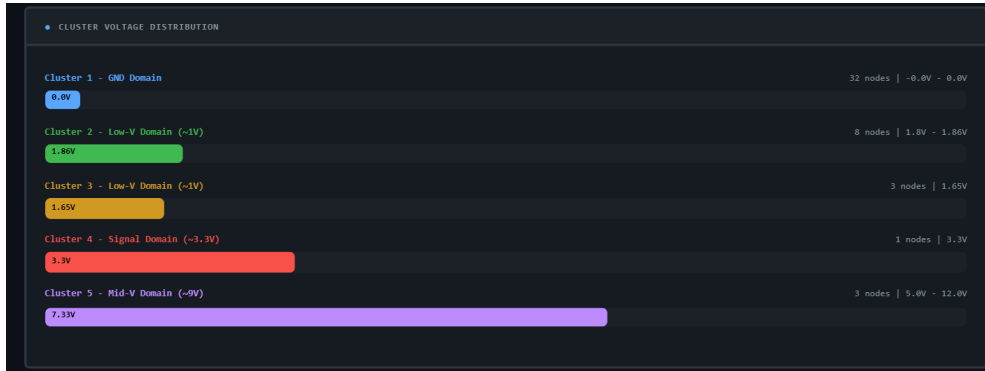 CLUSTER VOLTAGE DISTRIBUTION
Cluster 1 - GND Domain 32 nodes | -0.0V - 0.0V
0.0V
Cluster 2 - Low-V Domain (~1V) 8 nodes | 1.8V - 1.86V
1.86V
Cluster 3 - Low-V Domain (~1V) 3 nodes | 1.65V
1.65V
Cluster 4 - Signal Domain (~3.3V) 1 nodes | 3.3V
3.3V
Cluster 5 - Mid-V Domain (~9V) 3 nodes | 5.0V - 12.0V
7.33V